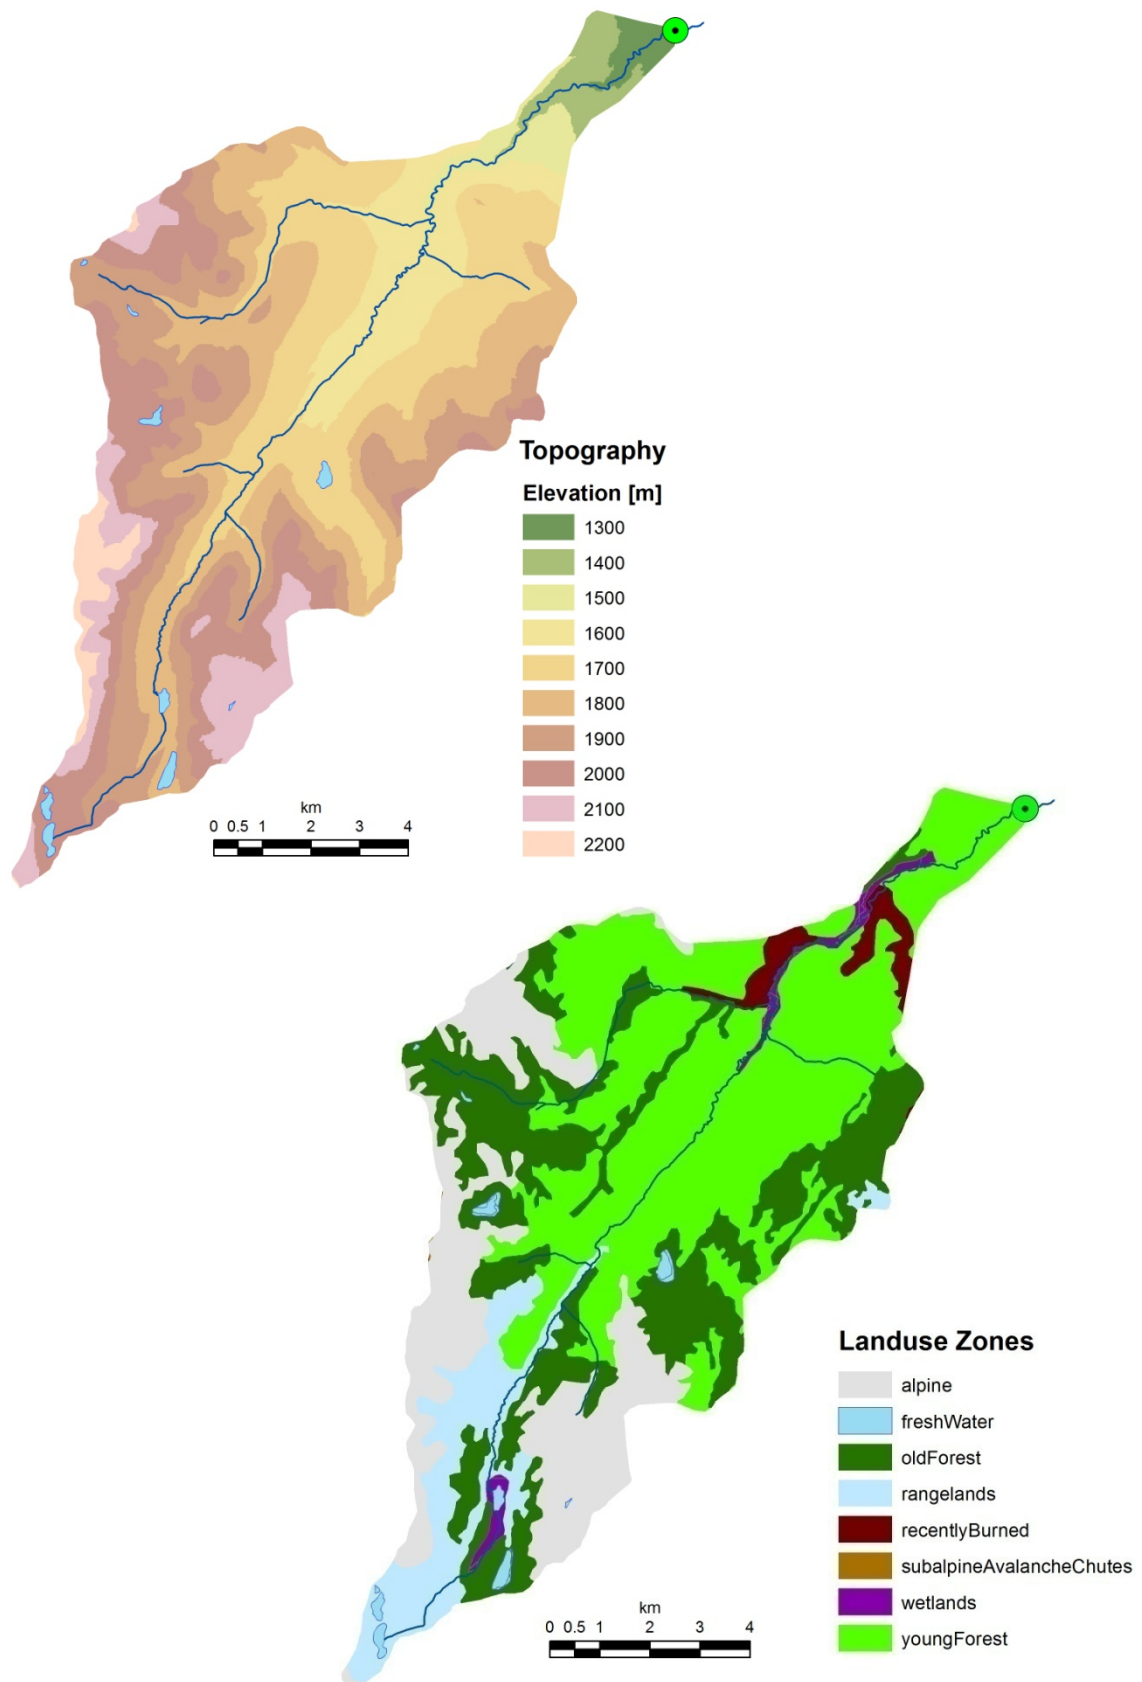 Topography
Elevation [m]
1300
1400
1500
1600
1700
1800
1900
2000
2100
2200
km
0 0.5 1 2 3 4
Landuse Zones
alpine
freshWater
oldForest
rangelands
recentlyBurned
subalpineAvalancheChutes
wetlands
youngForest
km
0 0.5 1 2 3 4